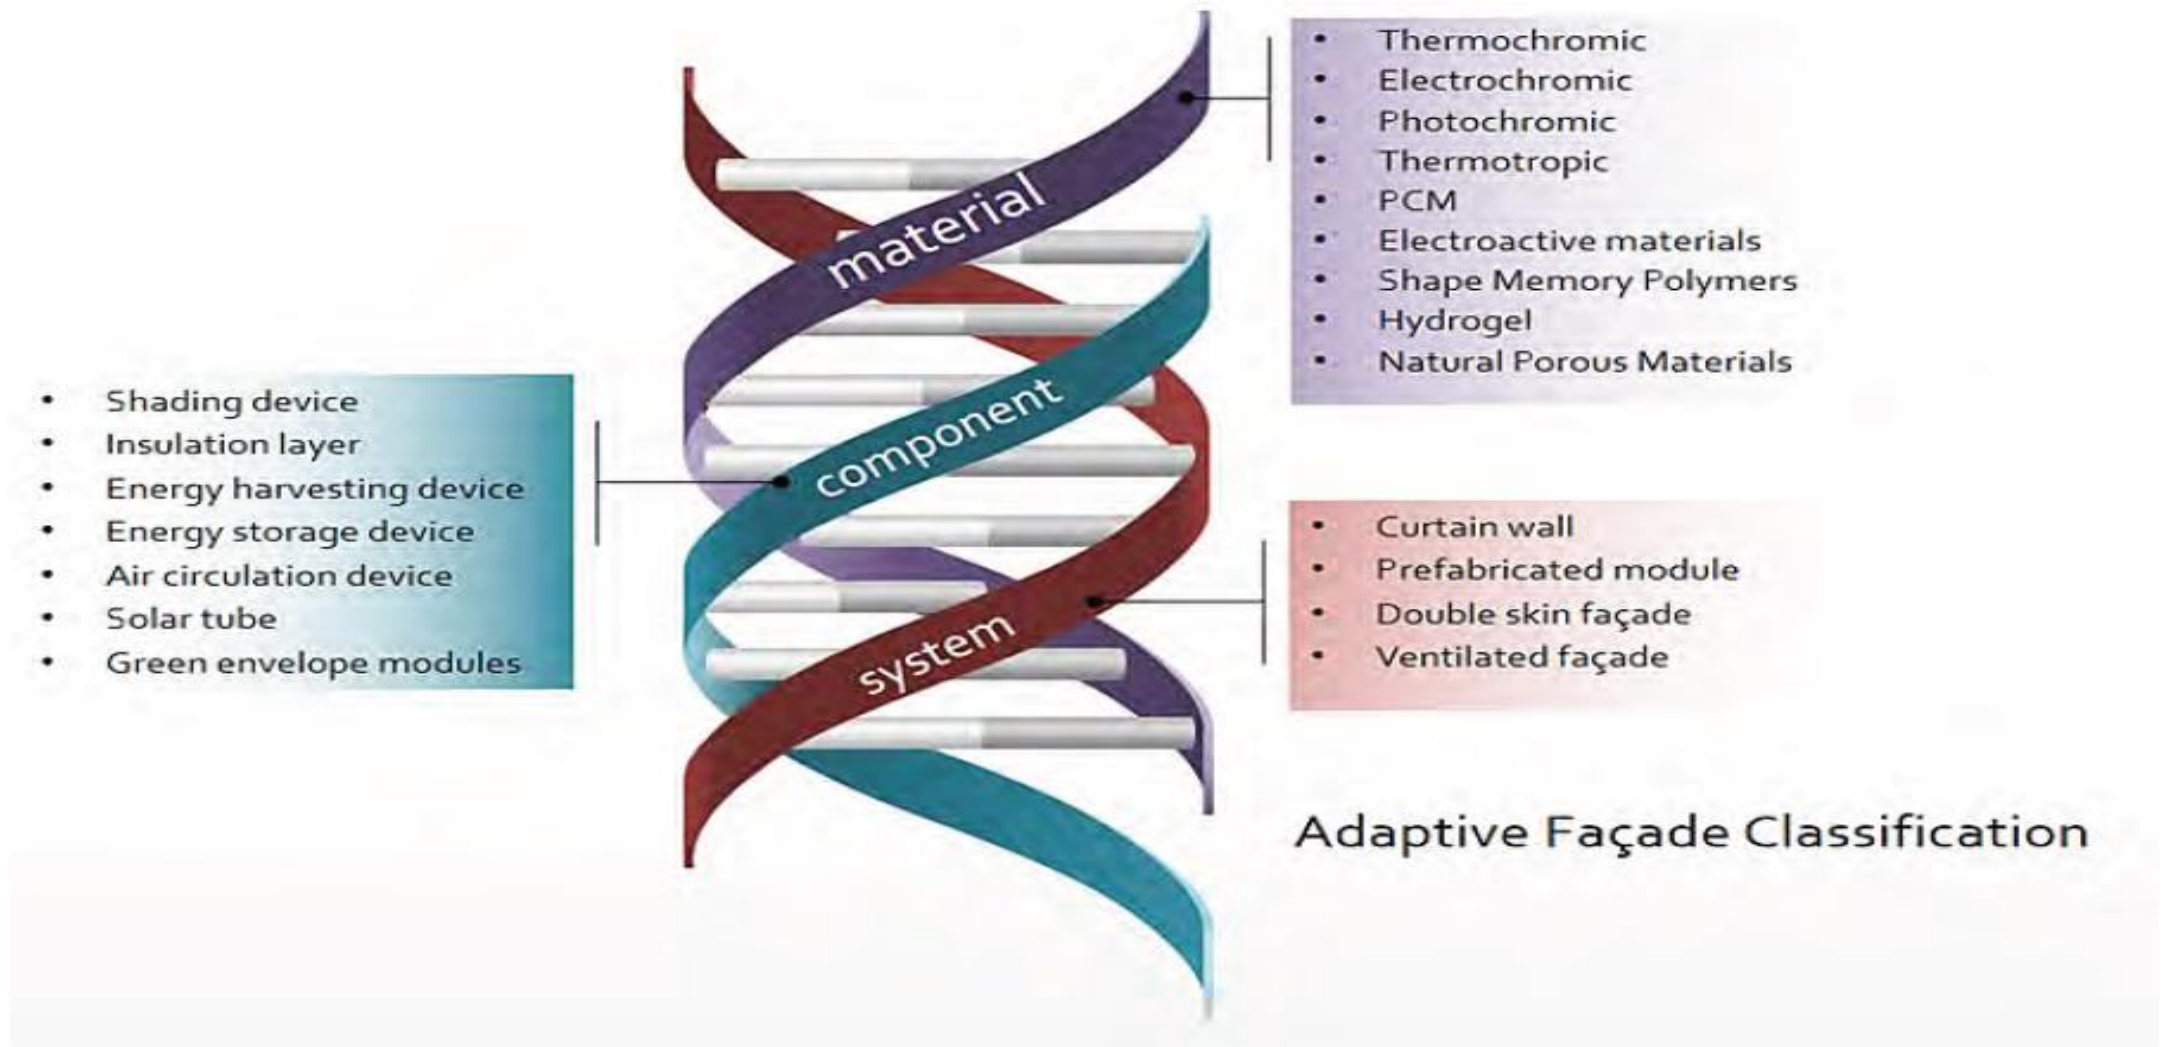 • Thermochromic
• Electrochromic
• Photochromic
• Thermotropic
• PCM
• Electroactive materials
• Shape Memory Polymers
• Hydrogel
• Natural Porous Materials
material
component
system
• Shading device
• Insulation layer
• Energy harvesting device
• Energy storage device
• Air circulation device
• Solar tube
• Green envelope modules
• Curtain wall
• Prefabricated module
• Double skin façade
• Ventilated façade
Adaptive Façade Classification